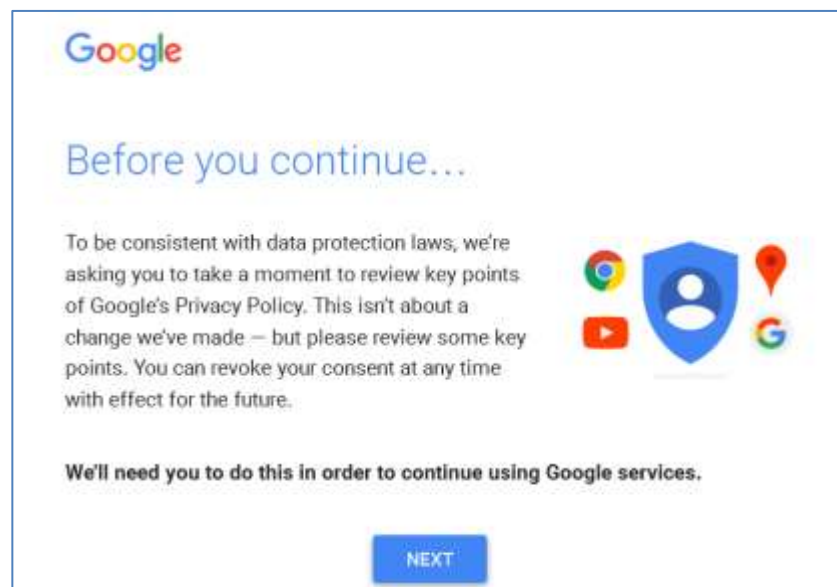 Google
Before you continue...
To be consistent with data protection laws, we're
asking you to take a moment to review key points
of Google's Privacy Policy. This isn't about a
change we've made — but please review some key
points. You can revoke your consent at any time
with effect for the future.
We'll need you to do this in order to continue using Google services.
NEXT